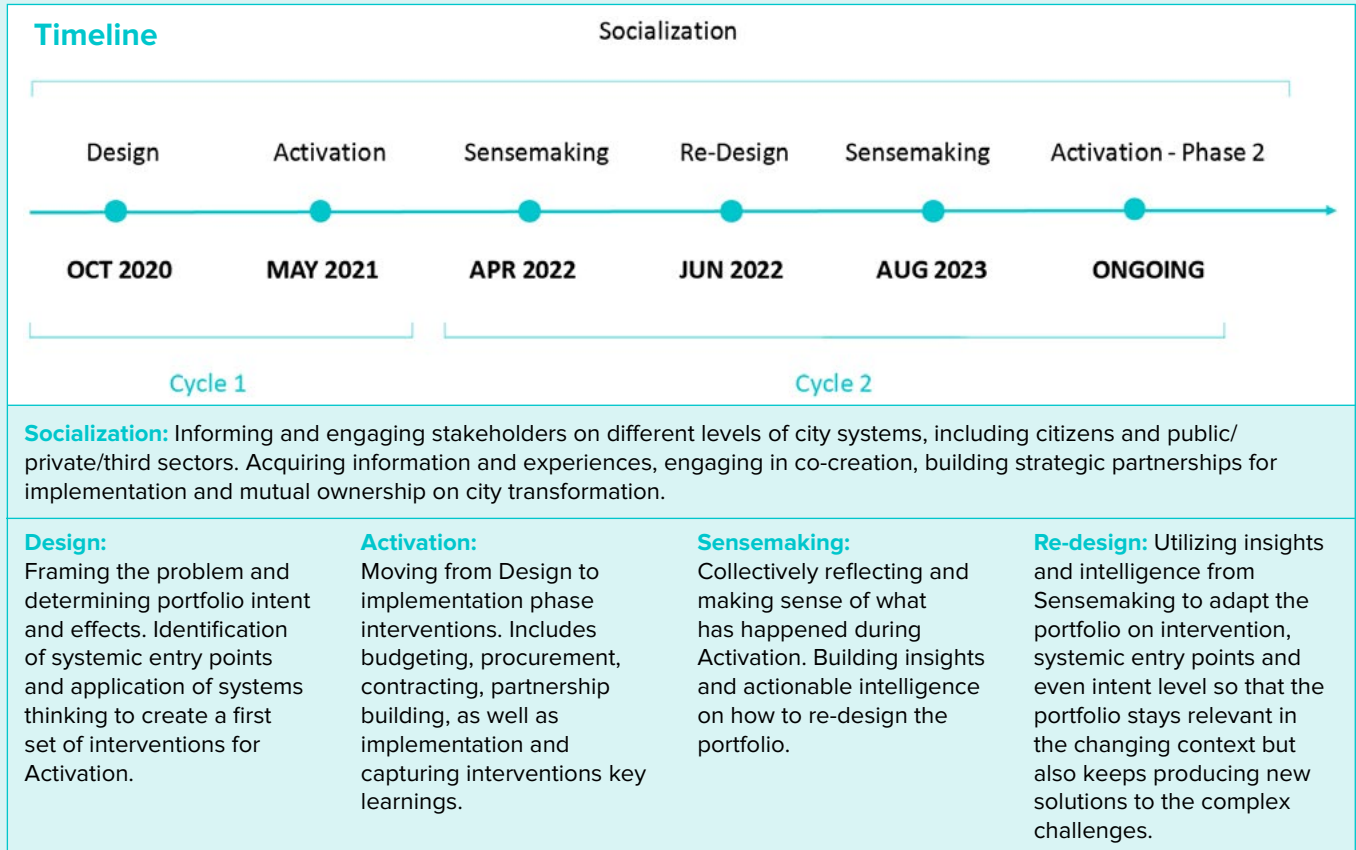 Timeline
Socialization
Design
Activation
Sensemaking
Re-Design
Sensemaking
Activation - Phase 2
OCT 2020
MAY 2021
APR 2022
JUN 2022
AUG 2023
ONGOING
Cycle 1
Cycle 2
Socialization: Informing and engaging stakeholders on different levels of city systems, including citizens and public/
private/third sectors. Acquiring information and experiences, engaging in co-creation, building strategic partnerships for
implementation and mutual ownership on city transformation.
Design:
Framing the problem and
determining portfolio intent
and effects. Identification
of systemic entry points
and application of systems
thinking to create a first
set of interventions for
Activation.
Activation:
Moving from Design to
implementation phase
interventions. Includes
budgeting, procurement,
contracting, partnership
building, as well as
implementation and
capturing interventions key
learnings.
Sensemaking:
Collectively reflecting and
making sense of what
has happened during
Activation. Building insights
and actionable intelligence
on how to re-design the
portfolio.
Re-design: Utilizing insights
and intelligence from
Sensemaking to adapt the
portfolio on intervention,
systemic entry points and
even intent level so that the
portfolio stays relevant in
the changing context but
also keeps producing new
solutions to the complex
challenges.